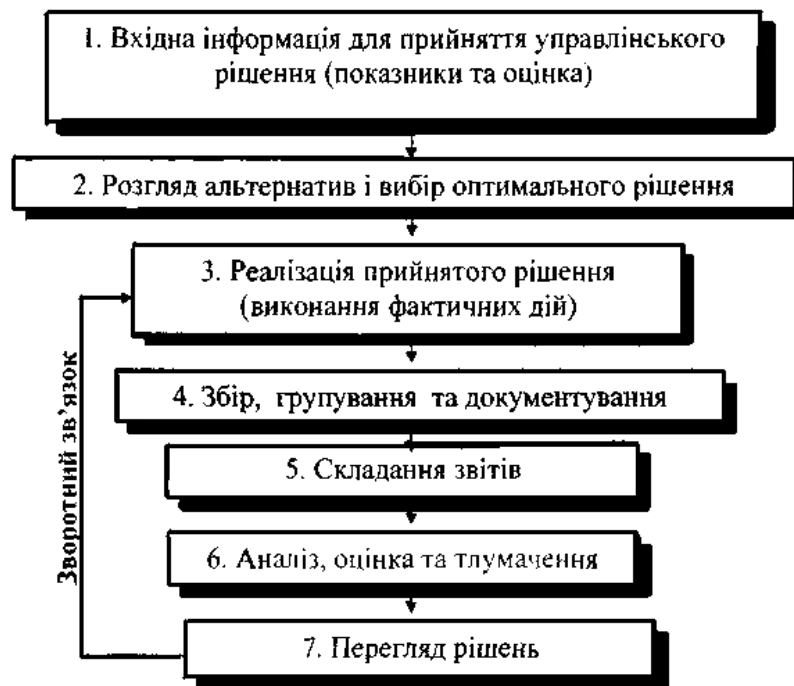 1. Вхідна інформація для прийняття управлінського
рішення (показники та оцінка)
2. Розгляд альтернатив і вибір оптимального рішення
3. Реалізація прийнятого рішення
(виконання фактичних дій)
4. Збір, групування та документування
5. Складання звітів
6. Аналіз, оцінка та тлумачення
7. Перегляд рішень
Зворотний зв’язок